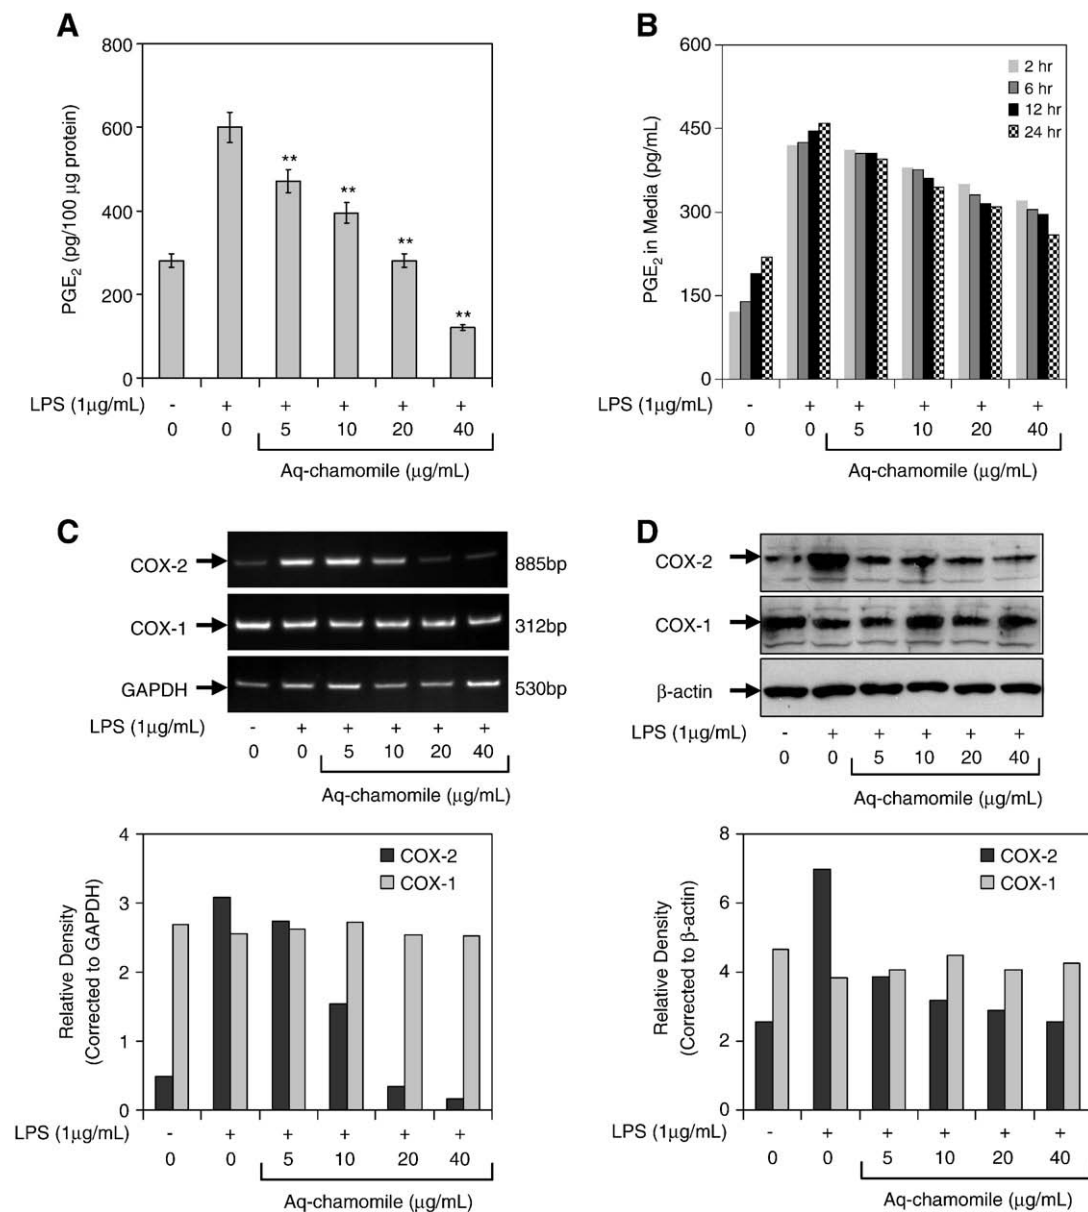 A
800
600
400
200
0
PGE2 (pg/100 μg protein)
** ** ** **
LPS (1μg/mL) - + + + + +
0 0 5 10 20 40
Aq-chamomile (μg/mL)
B
600
450
300
150
0
PGE2 in Media (pg/mL)
2 hr
6 hr
12 hr
24 hr
LPS (1μg/mL) - + + + + +
0 0 5 10 20 40
Aq-chamomile (μg/mL)
C
COX-2 885bp
COX-1 312bp
GAPDH 530bp
LPS (1μg/mL) - + + + + +
0 0 5 10 20 40
Aq-chamomile (μg/mL)
4
3
2
1
0
Relative Density
(Corrected to GAPDH)
COX-2
COX-1
LPS (1μg/mL) - + + + + +
0 0 5 10 20 40
Aq-chamomile (μg/mL)
D
COX-2
COX-1
β-actin
LPS (1μg/mL) - + + + + +
0 0 5 10 20 40
Aq-chamomile (μg/mL)
8
6
4
2
0
Relative Density
(Corrected to β-actin)
COX-2
COX-1
LPS (1μg/mL) - + + + + +
0 0 5 10 20 40
Aq-chamomile (μg/mL)